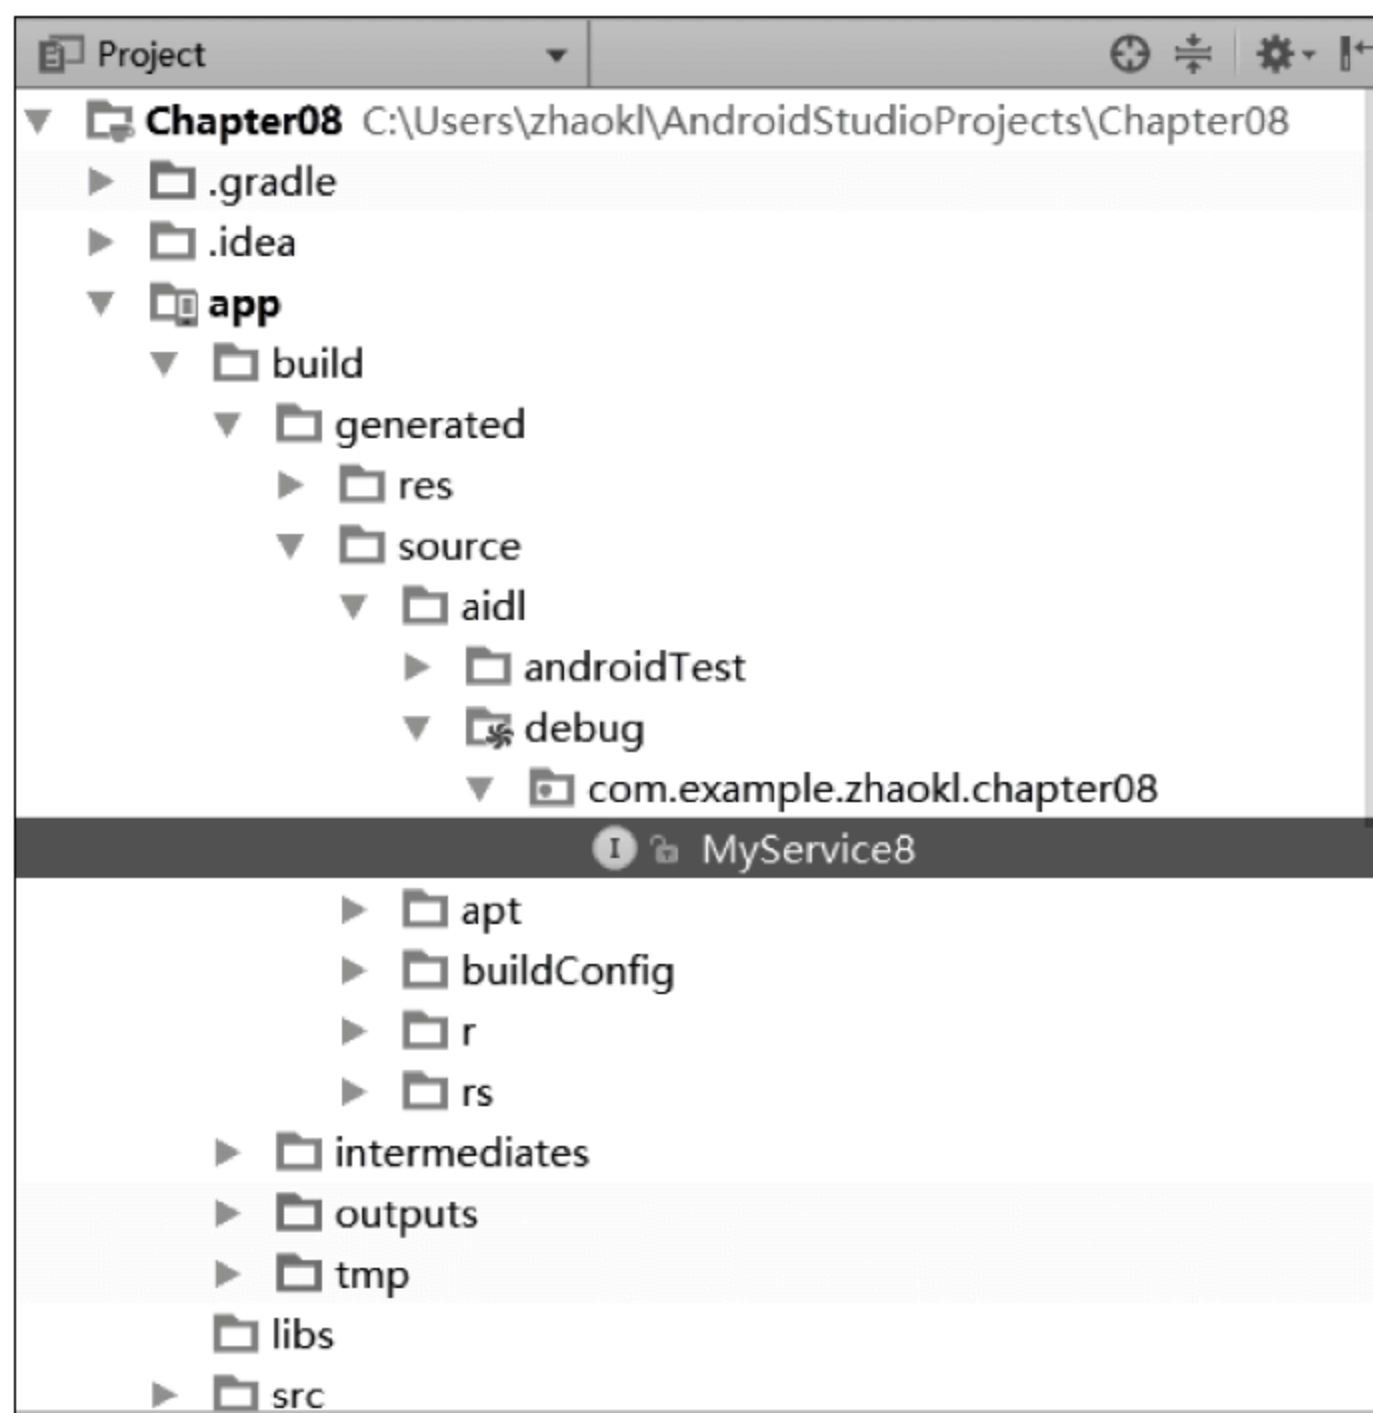 Project
Chapter08 C:\Users\zhaokl\AndroidStudioProjects\Chapter08
.gradle
.idea
app
build
generated
res
source
aidl
androidTest
debug
com.example.zhaokl.chapter08
I MyService8
apt
buildConfig
r
rs
intermediates
outputs
tmp
libs
src